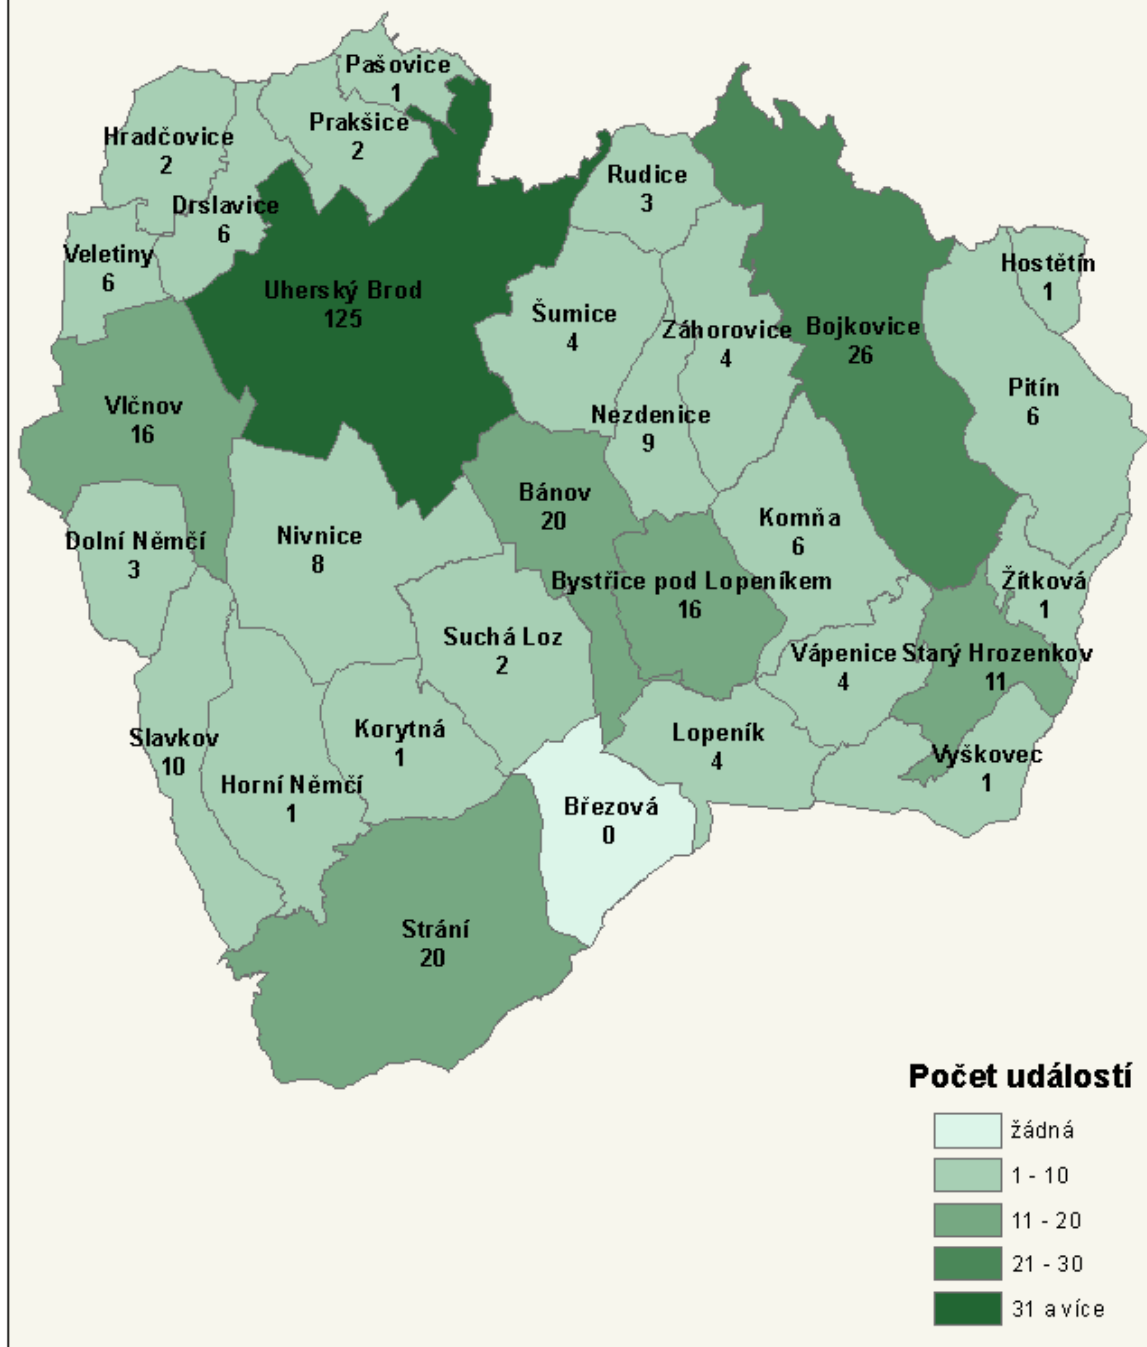 Pašovice
1
Prakšice
2
Hradčovice
2
Drslavice
6
Veletiny
6
Rudice
3
Hostětín
1
Uherský Brod
125
Šumice
4
Záhorovice
4
Bojkovice
26
Pitín
6
Vlčnov
16
Nezdenice
9
Bánov
20
Komňa
6
Dolní Němčí
3
Nivnice
8
Bystřice pod Lopeníkem
16
Žítková
1
Suchá Loz
2
Vápenice
4
Starý Hrozenkov
11
Slavkov
10
Korytná
1
Lopeník
4
Vyškovec
1
Horní Němčí
1
Březová
0
Strání
20
Počet událostí
žádná
1 - 10
11 - 20
21 - 30
31 a více